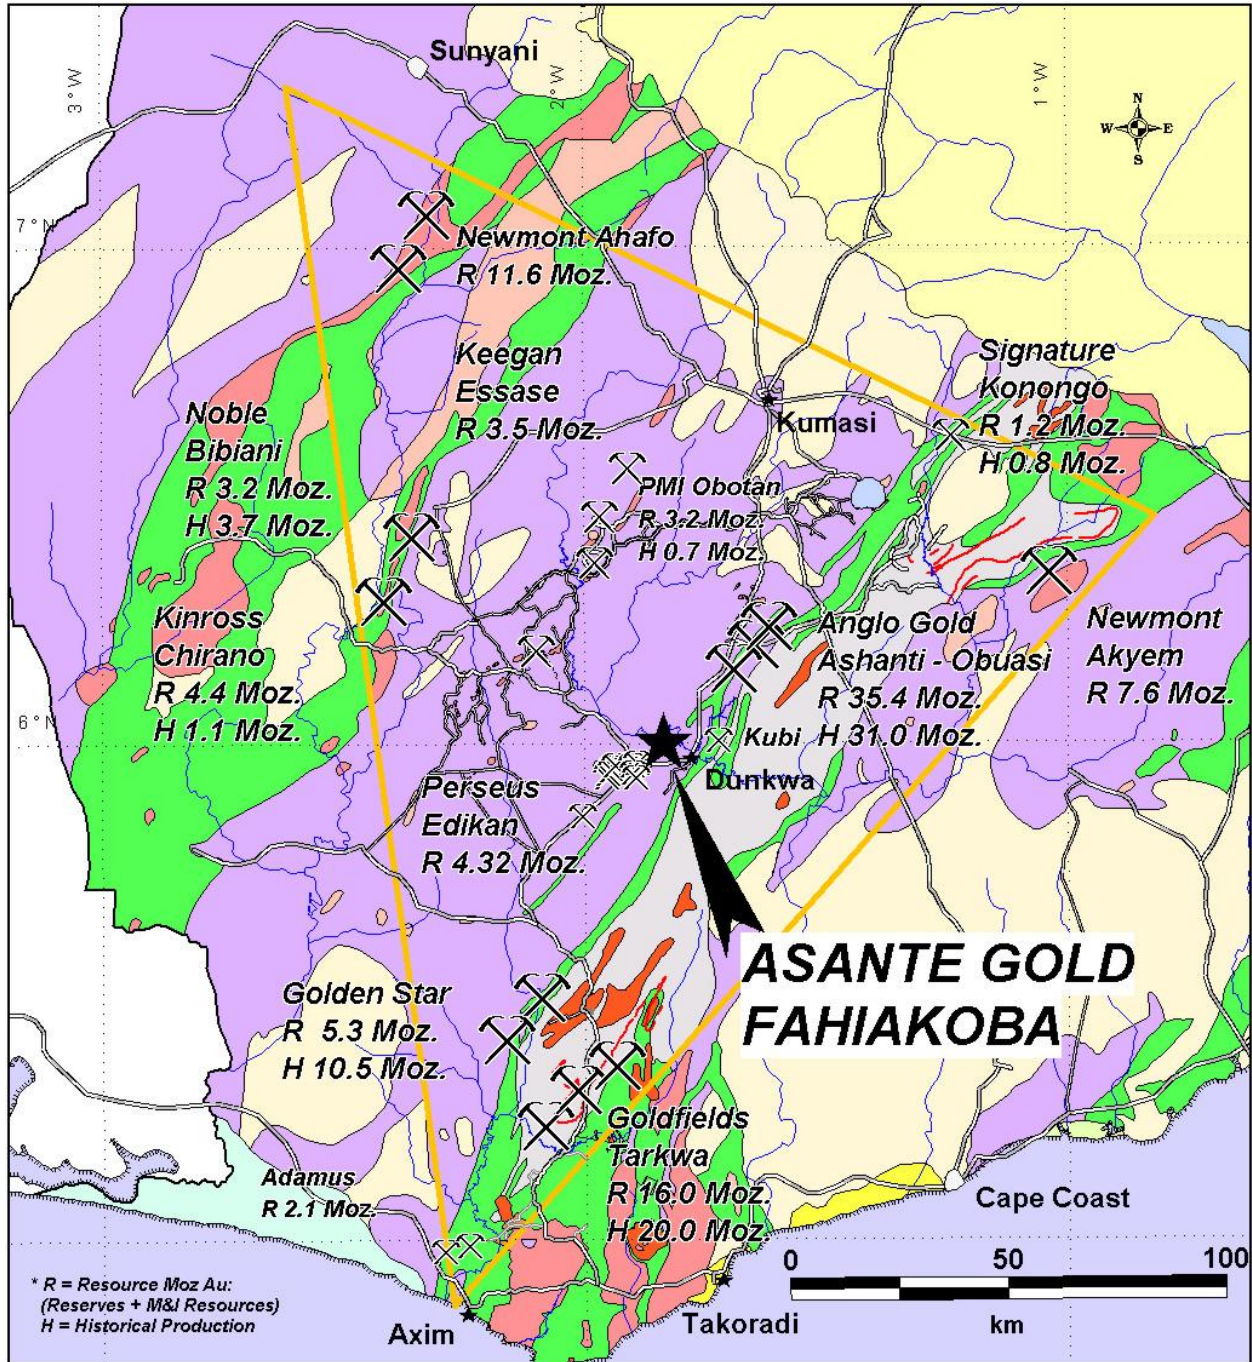 Sunyani
3° W
2° W
1° W
N
W E
S
7° N
Newmont Ahafo
R 11.6 Moz.
Keegan
Essase
R 3.5 Moz.
Signature
Konongo
R 1.2 Moz.
H 0.8 Moz.
Noble
Bibiani
R 3.2 Moz.
H 3.7 Moz.
Kumasi
PMI Obotan
R 3.2 Moz.
H 0.7 Moz.
Kinross
Chirano
R 4.4 Moz.
H 1.1 Moz.
Anglo Gold
Ashanti - Obuasi
R 35.4 Moz.
H 31.0 Moz.
Newmont
Akyem
R 7.6 Moz.
6° N
Kubi
Dunkwa
Perseus
Edikan
R 4.32 Moz.
ASANTE GOLD
FAHIAKOBA
Golden Star
R 5.3 Moz.
H 10.5 Moz.
Goldfields
Tarkwa
R 16.0 Moz.
H 20.0 Moz.
Adamus
R 2.1 Moz.
Cape Coast
0 50 100
km
* R = Resource Moz Au:
(Reserves + M&I Resources)
H = Historical Production
Axim
Takoradi